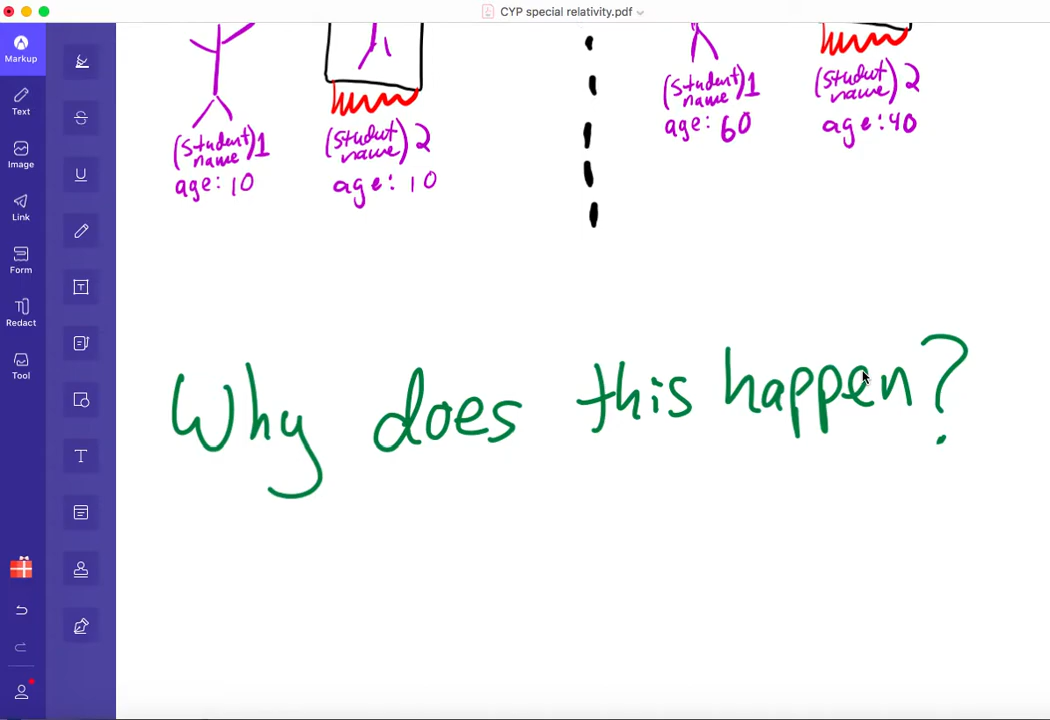 CYP special relativity.pdf
Markup
Text
Image
Link
Form
Redact
Tool
(Student name) 1
age: 10
(Student name) 2
age: 10
(Student name) 1
age: 60
(Student name) 2
age: 40
Why does this happen?